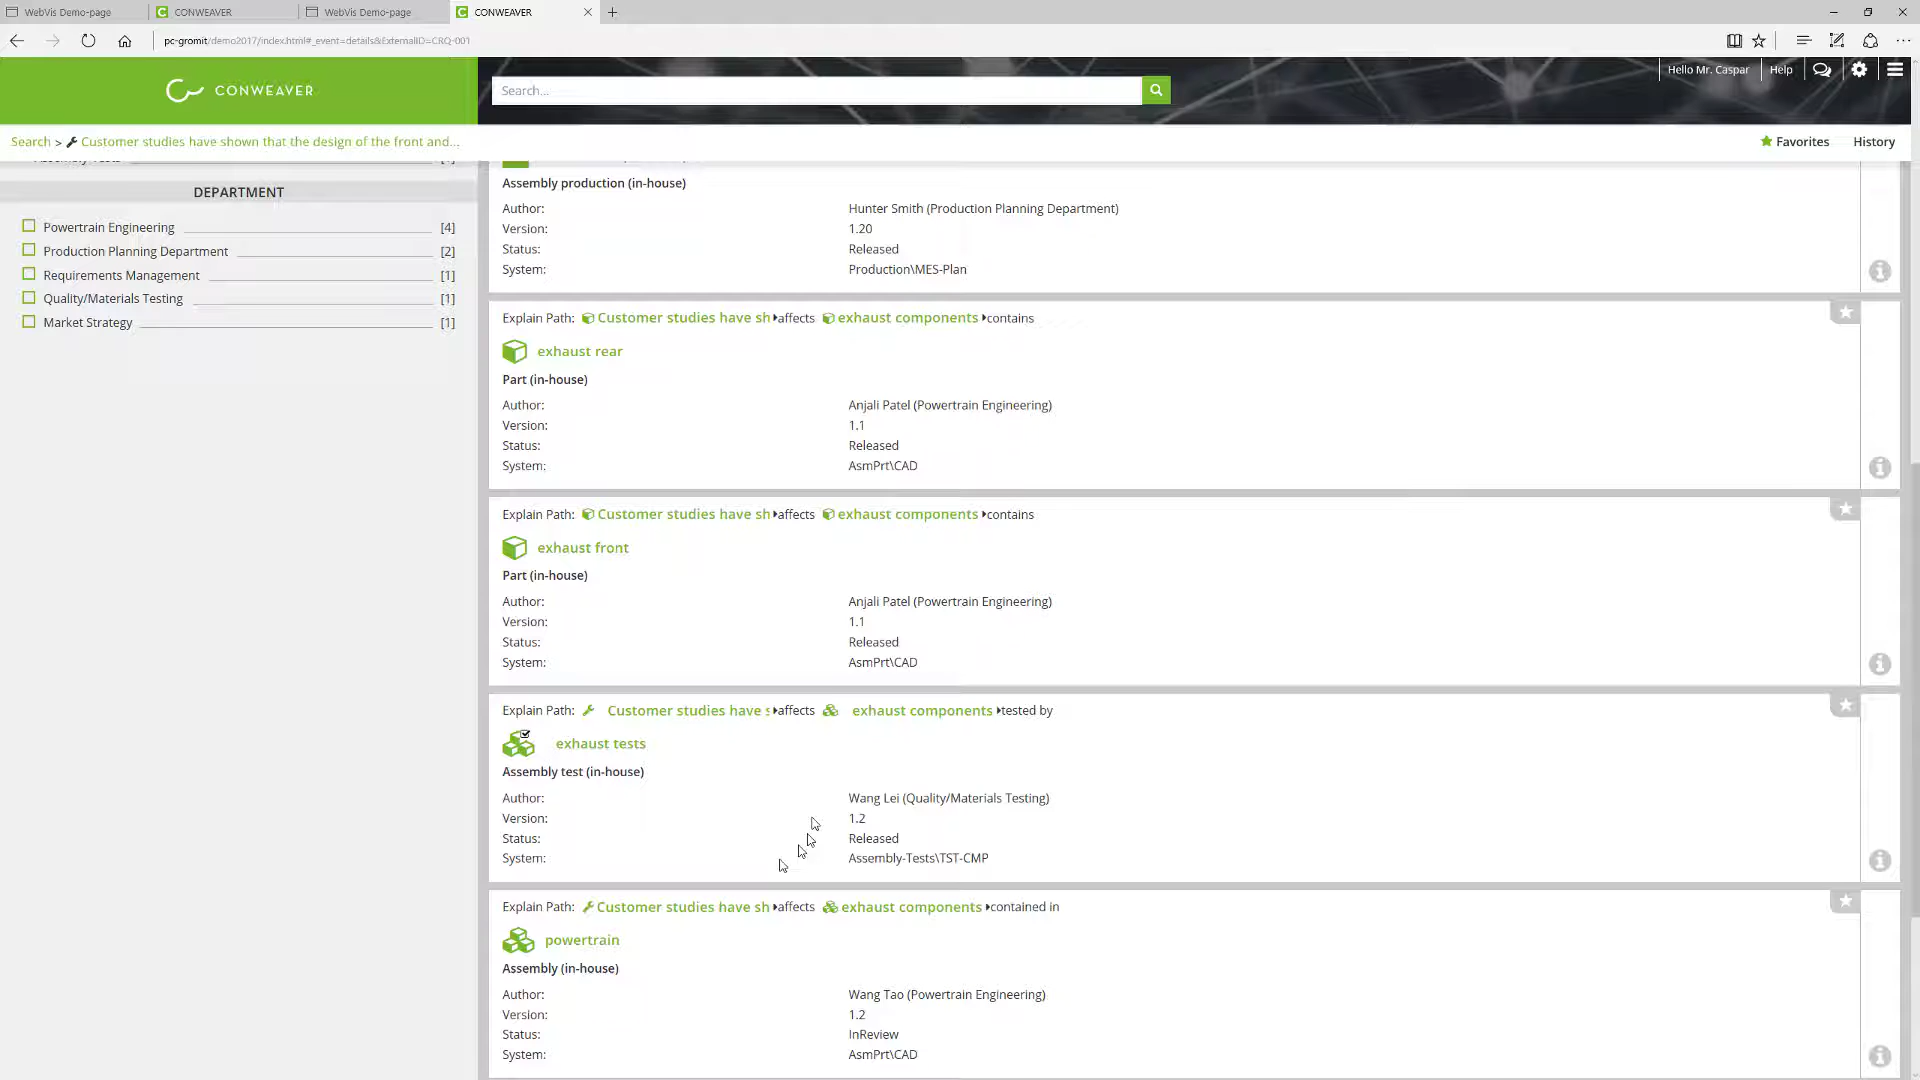 WebVis Demo-page
CONWEAVER
WebVis Demo-page
CONWEAVER
pc-gromit/demo2017/index.html#_event=details&ExternalID=CRQ-001
CONWEAVER
Search...
Hello Mr. Caspar
Help
Search > Customer studies have shown that the design of the front and...
Favorites
History
DEPARTMENT
Powertrain Engineering [4]
Production Planning Department [2]
Requirements Management [1]
Quality/Materials Testing [1]
Market Strategy [1]
Assembly production (in-house)
Author: Hunter Smith (Production Planning Department)
Version: 1.20
Status: Released
System: Production\MES-Plan
Explain Path: Customer studies have sh affects exhaust components contains
exhaust rear
Part (in-house)
Author: Anjali Patel (Powertrain Engineering)
Version: 1.1
Status: Released
System: AsmPrt\CAD
Explain Path: Customer studies have sh affects exhaust components contains
exhaust front
Part (in-house)
Author: Anjali Patel (Powertrain Engineering)
Version: 1.1
Status: Released
System: AsmPrt\CAD
Explain Path: Customer studies have s affects exhaust components tested by
exhaust tests
Assembly test (in-house)
Author: Wang Lei (Quality/Materials Testing)
Version: 1.2
Status: Released
System: Assembly-Tests\TST-CMP
Explain Path: Customer studies have sh affects exhaust components contained in
powertrain
Assembly (in-house)
Author: Wang Tao (Powertrain Engineering)
Version: 1.2
Status: InReview
System: AsmPrt\CAD